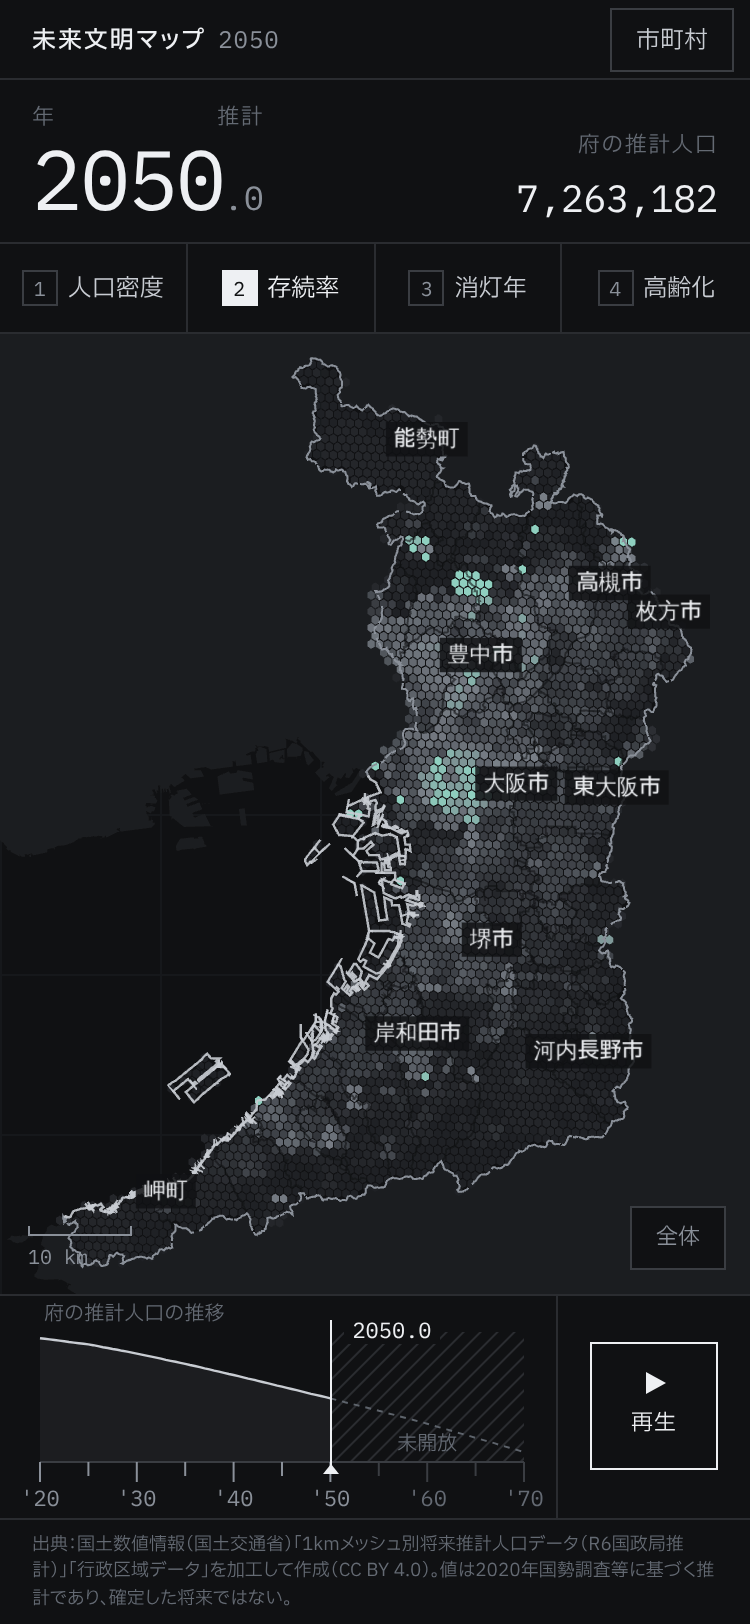 未来文明マップ 2050
市町村
年 推計
2050.0
府の推計人口
7,263,182
1 人口密度
2 存続率
3 消灯年
4 高齢化
能勢町
高槻市
枚方市
豊中市
大阪市
東大阪市
堺市
岸和田市
河内長野市
岬町
10 km
全体
府の推計人口の推移
2050.0
未開放
'20 '30 '40 '50 '60 '70
▶
再生
出典：国土数値情報（国土交通省）「1kmメッシュ別将来推計人口データ（R6国政局推
計）」「行政区域データ」を加工して作成（CC BY 4.0）。値は2020年国勢調査等に基づく推
計であり、確定した将来ではない。